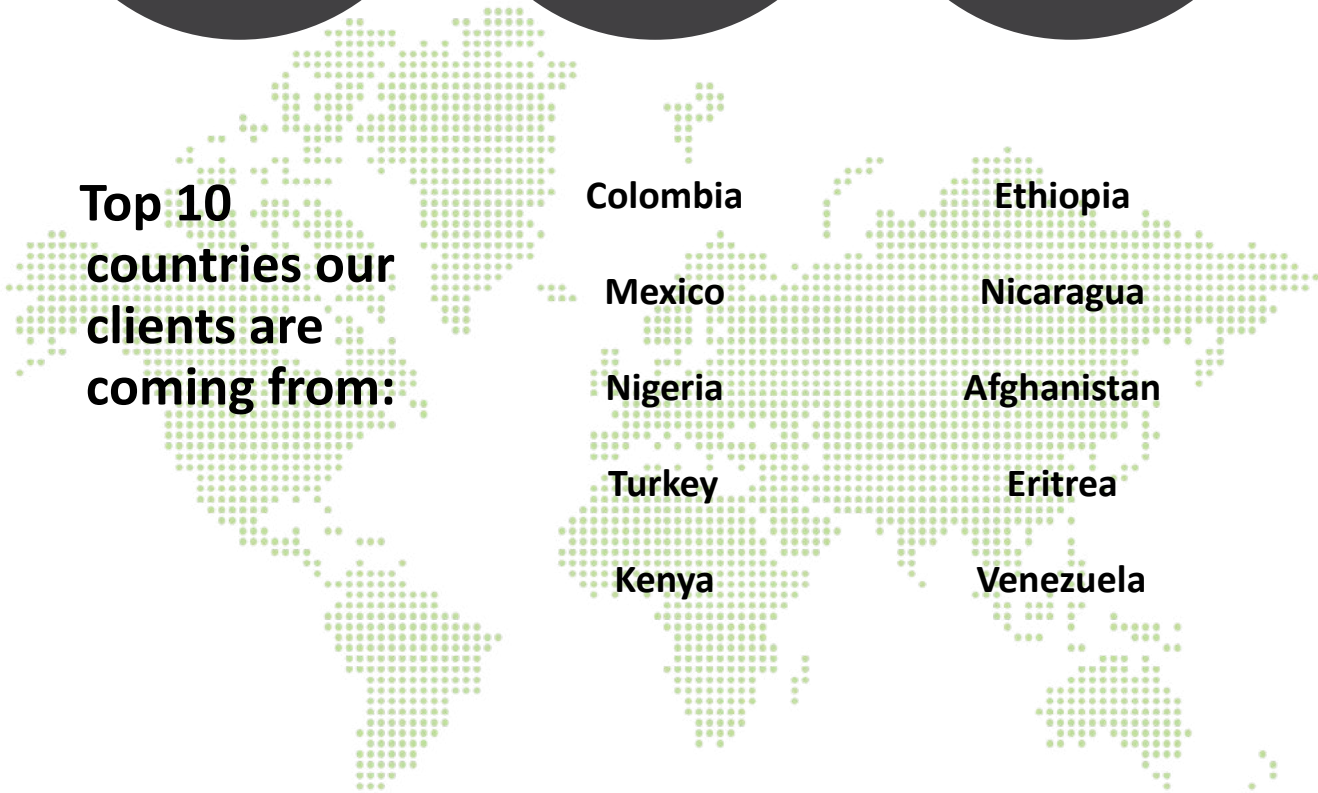 Top 10
countries our
clients are
coming from:
Colombia
Mexico
Nigeria
Turkey
Kenya
Ethiopia
Nicaragua
Afghanistan
Eritrea
Venezuela